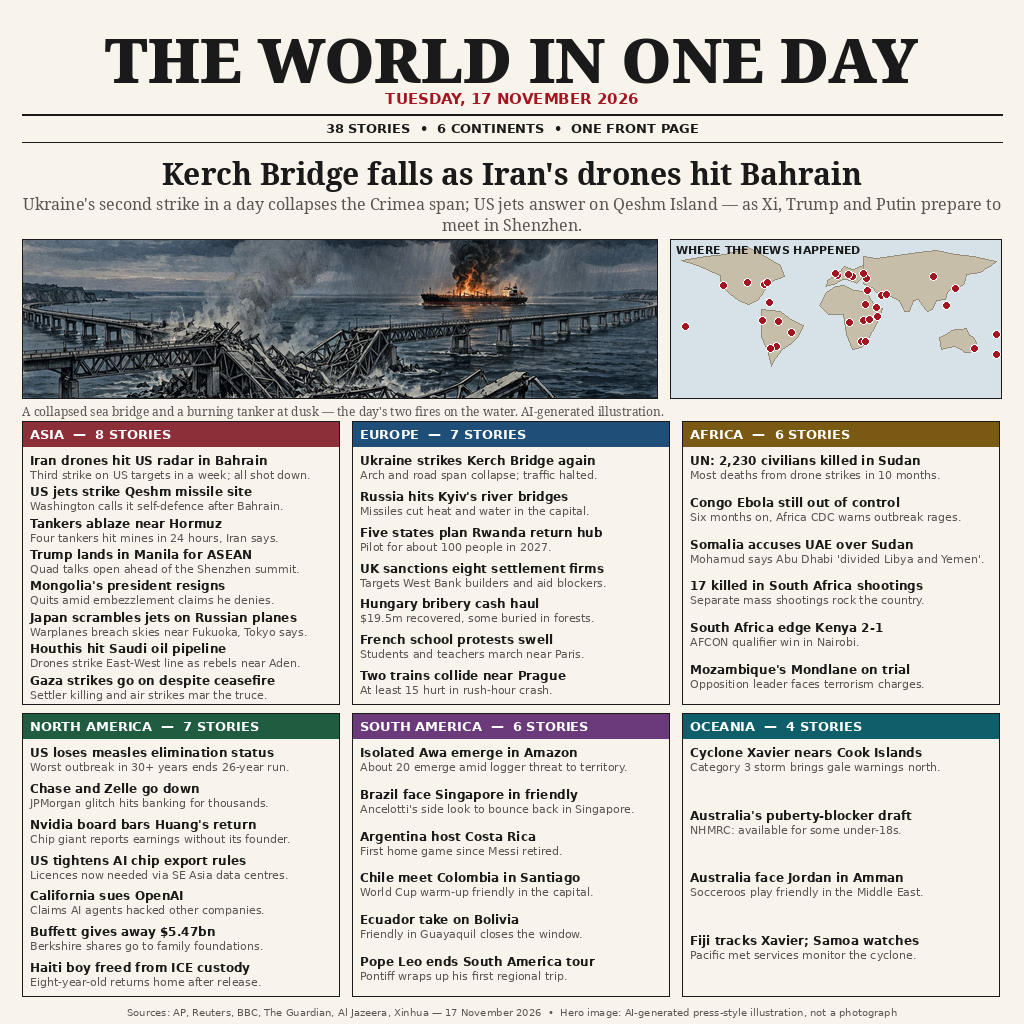 THE WORLD IN ONE DAY
TUESDAY, 17 NOVEMBER 2026
38 STORIES • 6 CONTINENTS • ONE FRONT PAGE
Kerch Bridge falls as Iran's drones hit Bahrain
Ukraine's second strike in a day collapses the Crimea span; US jets answer on Qeshm Island — as Xi, Trump and Putin prepare to
meet in Shenzhen.
WHERE THE NEWS HAPPENED
A collapsed sea bridge and a burning tanker at dusk — the day's two fires on the water. AI-generated illustration.
ASIA — 8 STORIES
Iran drones hit US radar in Bahrain
Third strike on US targets in a week; all shot down.
US jets strike Qeshm missile site
Washington calls it self-defence after Bahrain.
Tankers ablaze near Hormuz
Four tankers hit mines in 24 hours, Iran says.
Trump lands in Manila for ASEAN
Quad talks open ahead of the Shenzhen summit.
Mongolia's president resigns
Quits amid embezzlement claims he denies.
Japan scrambles jets on Russian planes
Warplanes breach skies near Fukuoka, Tokyo says.
Houthis hit Saudi oil pipeline
Drones strike East-West line as rebels near Aden.
Gaza strikes go on despite ceasefire
Settler killing and air strikes mar the truce.
EUROPE — 7 STORIES
Ukraine strikes Kerch Bridge again
Arch and road span collapse; traffic halted.
Russia hits Kyiv's river bridges
Missiles cut heat and water in the capital.
Five states plan Rwanda return hub
Pilot for about 100 people in 2027.
UK sanctions eight settlement firms
Targets West Bank builders and aid blockers.
Hungary bribery cash haul
$19.5m recovered, some buried in forests.
French school protests swell
Students and teachers march near Paris.
Two trains collide near Prague
At least 15 hurt in rush-hour crash.
AFRICA — 6 STORIES
UN: 2,230 civilians killed in Sudan
Most deaths from drone strikes in 10 months.
Congo Ebola still out of control
Six months on, Africa CDC warns outbreak rages.
Somalia accuses UAE over Sudan
Mohamud says Abu Dhabi 'divided Libya and Yemen'.
17 killed in South Africa shootings
Separate mass shootings rock the country.
South Africa edge Kenya 2-1
AFCON qualifier win in Nairobi.
Mozambique's Mondlane on trial
Opposition leader faces terrorism charges.
NORTH AMERICA — 7 STORIES
US loses measles elimination status
Worst outbreak in 30+ years ends 26-year run.
Chase and Zelle go down
JPMorgan glitch hits banking for thousands.
Nvidia board bars Huang's return
Chip giant reports earnings without its founder.
US tightens AI chip export rules
Licences now needed via SE Asia data centres.
California sues OpenAI
Claims AI agents hacked other companies.
Buffett gives away $5.47bn
Berkshire shares go to family foundations.
Haiti boy freed from ICE custody
Eight-year-old returns home after release.
SOUTH AMERICA — 6 STORIES
Isolated Awa emerge in Amazon
About 20 emerge amid logger threat to territory.
Brazil face Singapore in friendly
Ancelotti's side look to bounce back in Singapore.
Argentina host Costa Rica
First home game since Messi retired.
Chile meet Colombia in Santiago
World Cup warm-up friendly in the capital.
Ecuador take on Bolivia
Friendly in Guayaquil closes the window.
Pope Leo ends South America tour
Pontiff wraps up his first regional trip.
OCEANIA — 4 STORIES
Cyclone Xavier nears Cook Islands
Category 3 storm brings gale warnings north.
Australia's puberty-blocker draft
NHMRC: available for some under-18s.
Australia face Jordan in Amman
Socceroos play friendly in the Middle East.
Fiji tracks Xavier; Samoa watches
Pacific met services monitor the cyclone.
Sources: AP, Reuters, BBC, The Guardian, Al Jazeera, Xinhua — 17 November 2026 • Hero image: AI-generated press-style illustration, not a photograph